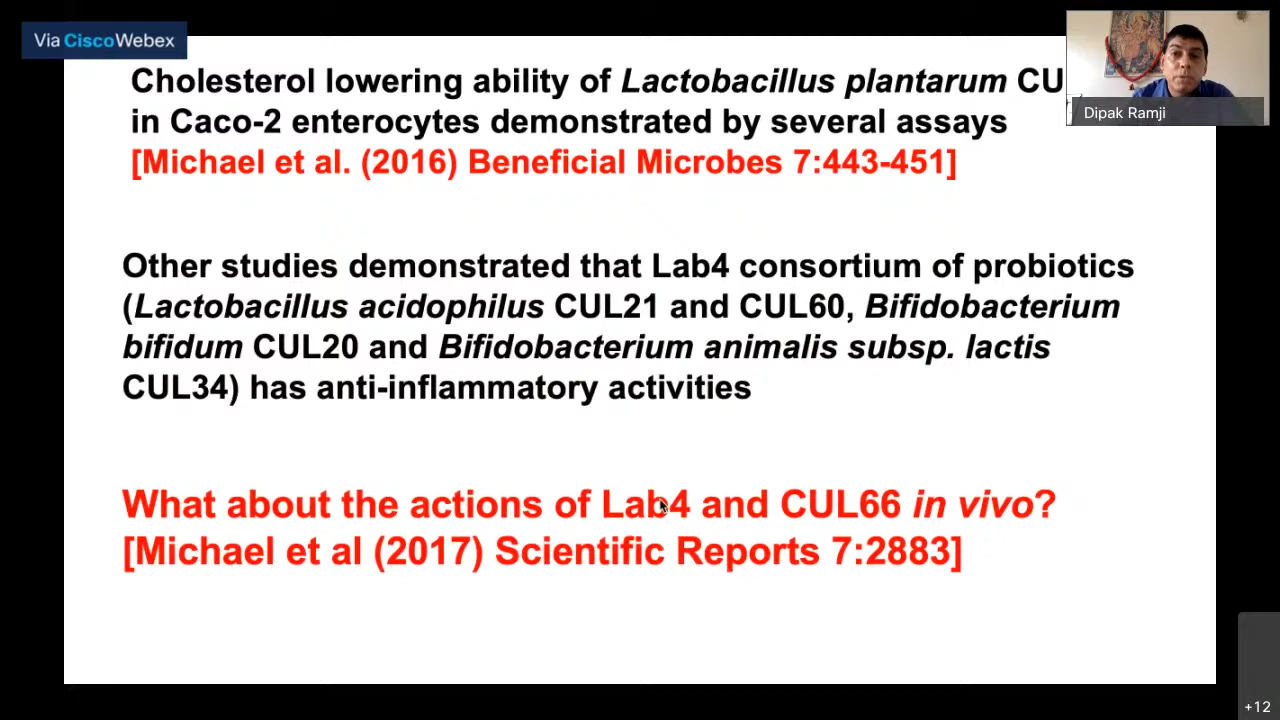 Via Cisco Webex
Cholesterol lowering ability of Lactobacillus plantarum CU
in Caco-2 enterocytes demonstrated by several assays
[Michael et al. (2016) Beneficial Microbes 7:443-451]
Dipak Ramji
Other studies demonstrated that Lab4 consortium of probiotics
(Lactobacillus acidophilus CUL21 and CUL60, Bifidobacterium
bifidum CUL20 and Bifidobacterium animalis subsp. lactis
CUL34) has anti-inflammatory activities
What about the actions of Lab4 and CUL66 in vivo?
[Michael et al (2017) Scientific Reports 7:2883]
+12